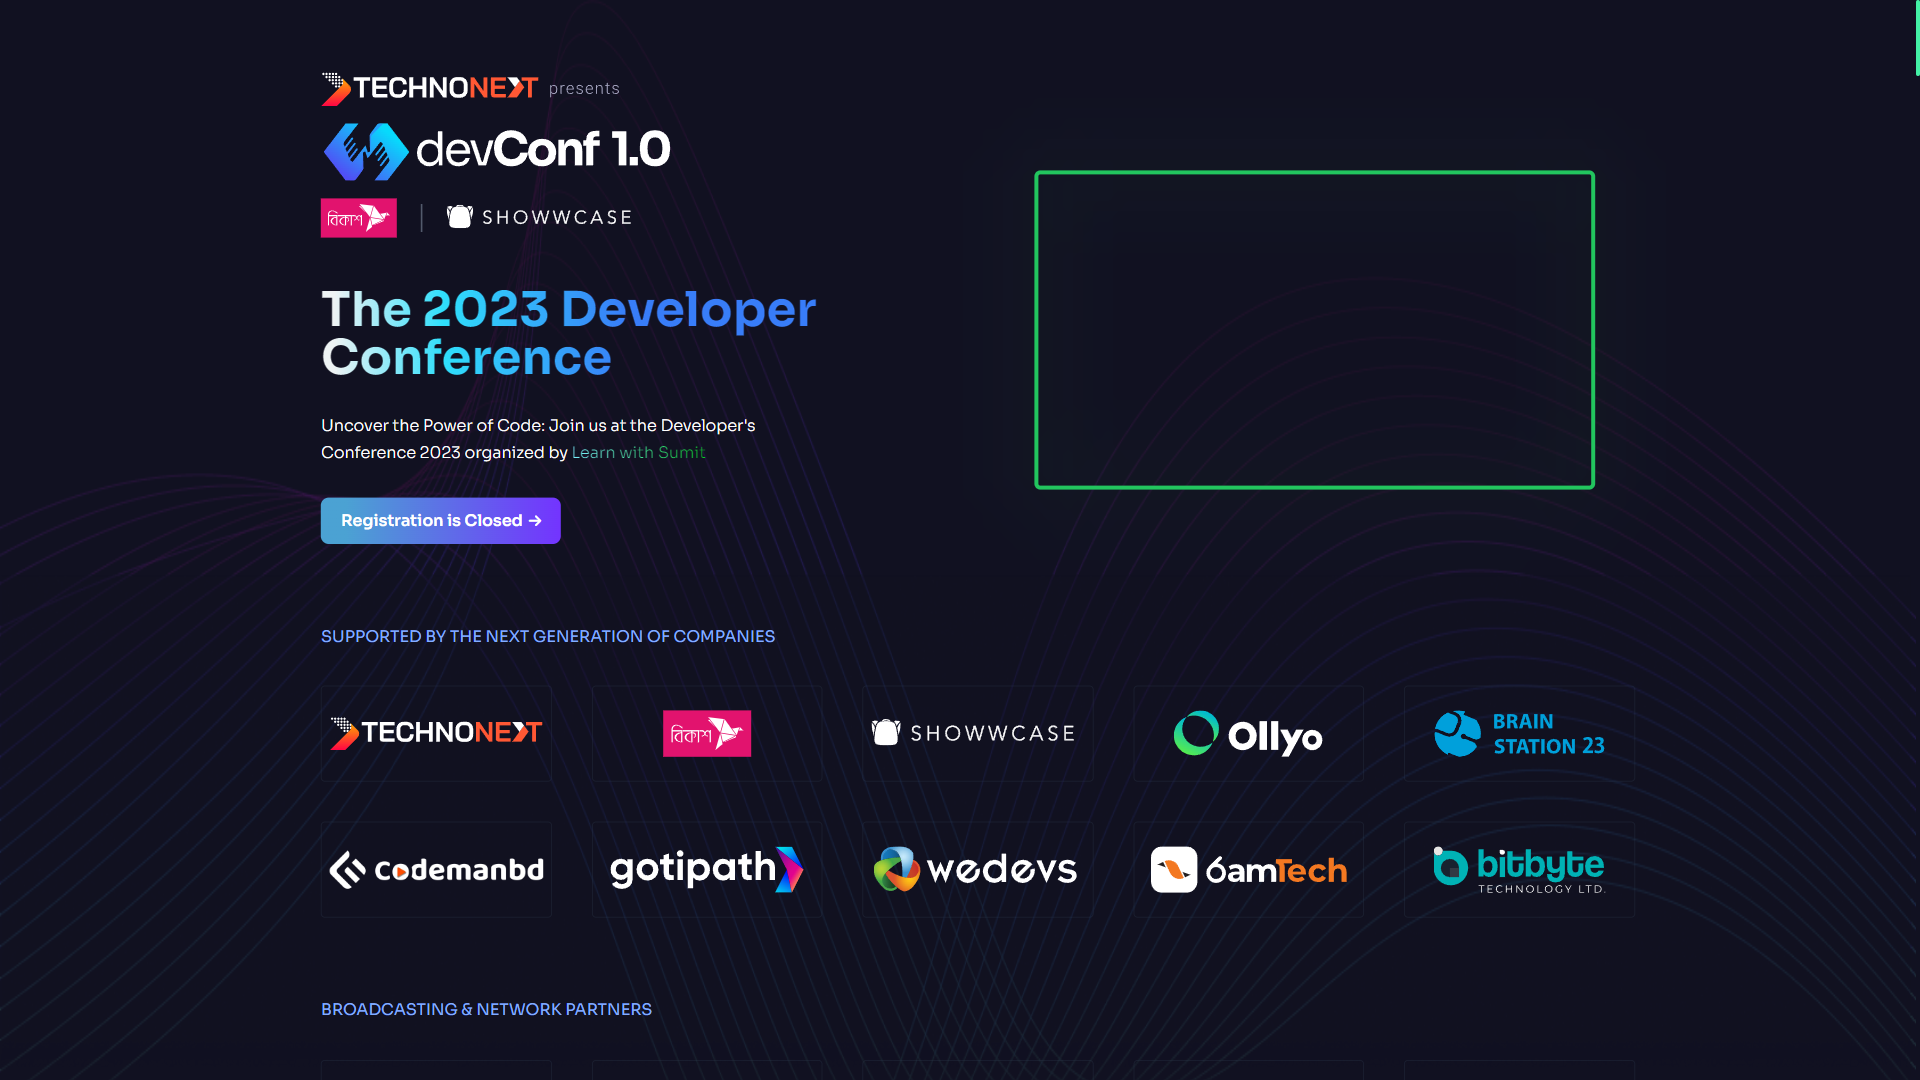 TECHNONEXT presents
devConf 1.0
বিকাশ | SHOWWCASE
The 2023 Developer
Conference
Uncover the Power of Code: Join us at the Developer's
Conference 2023 organized by Learn with Sumit
Registration is Closed →
SUPPORTED BY THE NEXT GENERATION OF COMPANIES
TECHNONEXT
বিকাশ
SHOWWCASE
Ollyo
BRAIN
STATION 23
codemanbd
gotipath
wedevs
6amTech
bitbyte
TECHNOLOGY LTD.
BROADCASTING & NETWORK PARTNERS